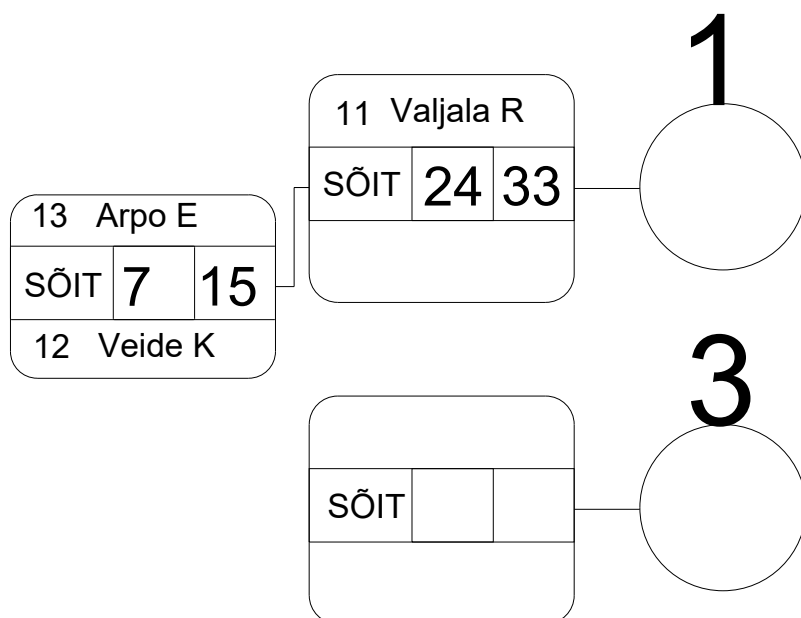 1
11 Valjala R
SÕIT 24 33
13 Arpo E
SÕIT 7 15
12 Veide K
3
SÕIT